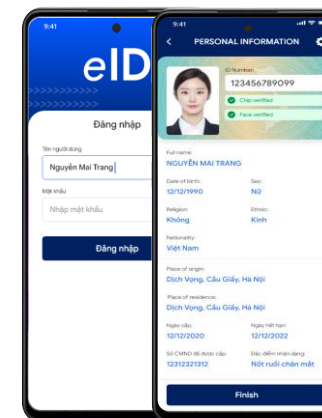 9:41
eID
Đăng nhập
Tên người dùng
Nguyễn Mai Trang
Mật khẩu
Nhập mật khẩu
Đăng nhập
9:41
PERSONAL INFORMATION
ID Number:
123456789099
Chip verified
Face verified
Full name:
NGUYỄN MAI TRANG
Date of birth:
Sex:
12/12/1990
Nữ
Religion:
Ethnic:
Không
Kinh
Nationality:
Việt Nam
Place of origin:
Dịch Vọng, Cầu Giấy, Hà Nội
Place of residence:
Dịch Vọng, Cầu Giấy, Hà Nội
Ngày cấp:
Ngày hết hạn:
12/12/2020
12/12/2022
Số CMND đã được cấp:
Đặc điểm nhận dạng:
12312321312
Nốt ruồi chân mắt
Finish